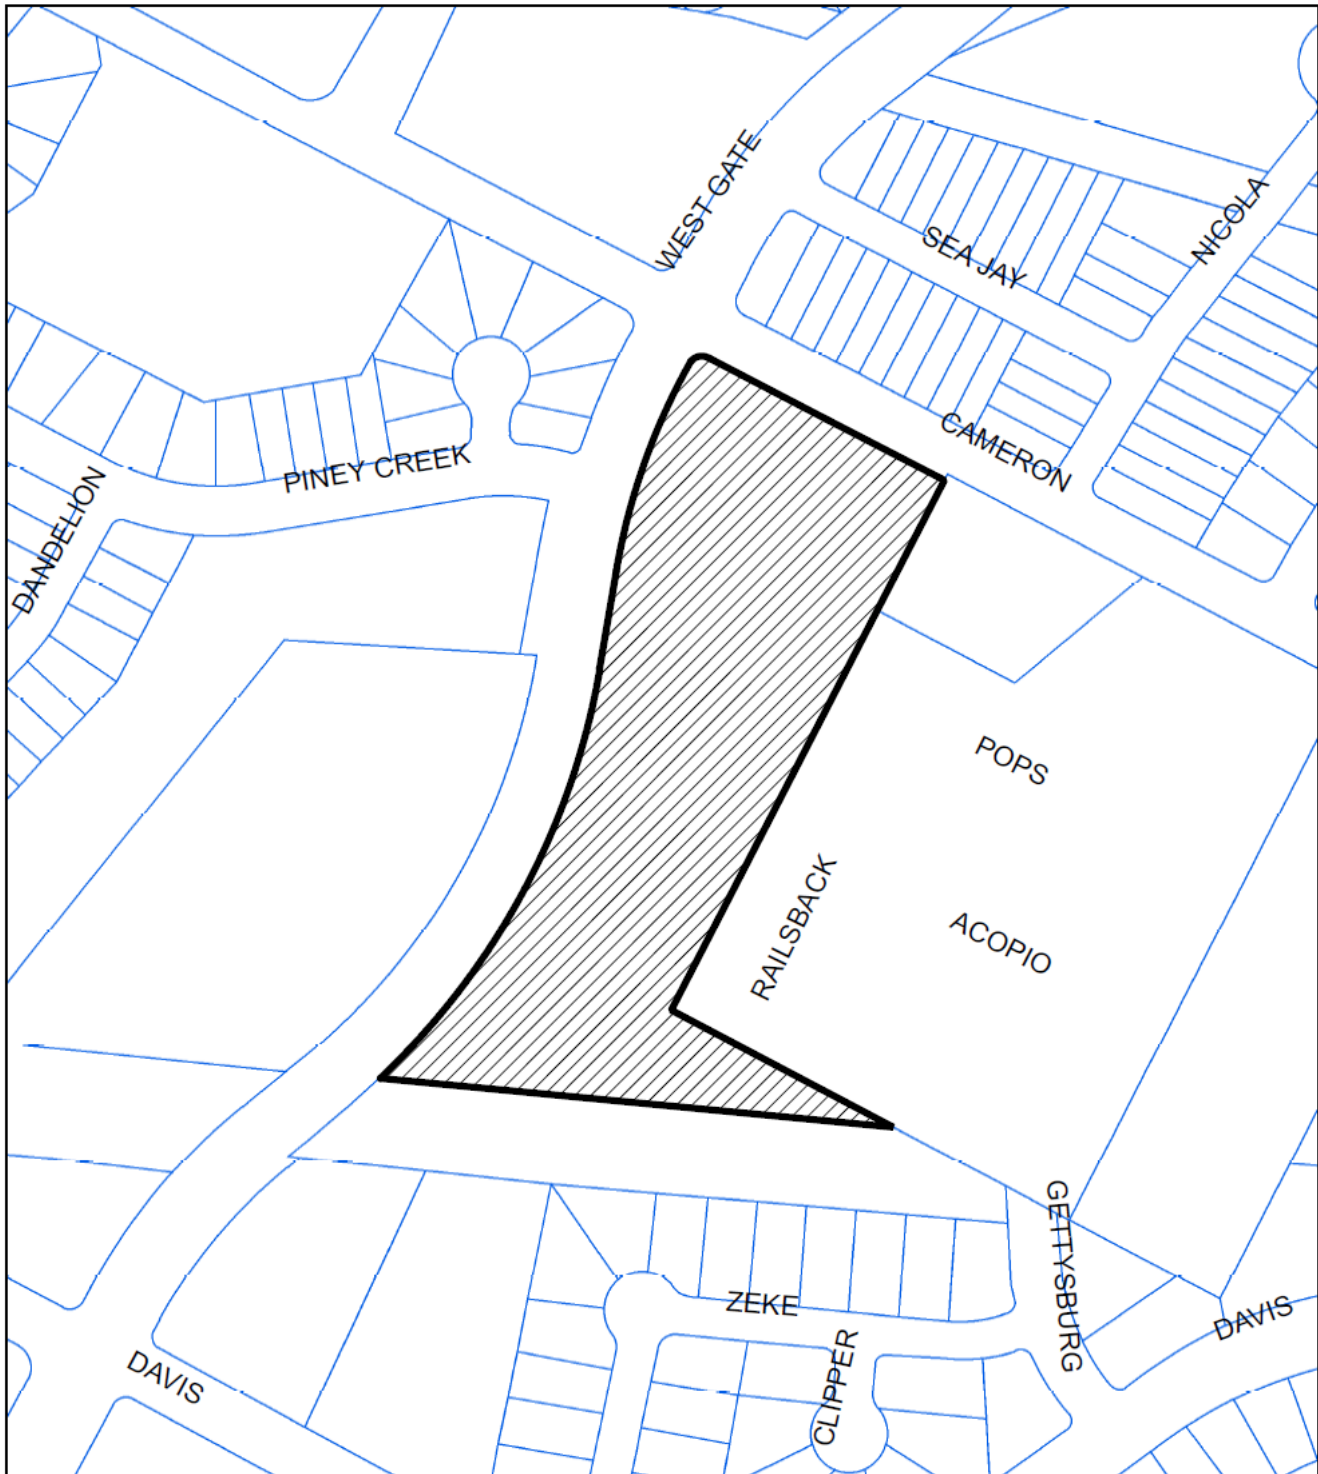 WEST GATE
NICOLA
SEA JAY
CAMERON
PINEY CREEK
DANDELION
POPS
RAILSBACK
ACOPIO
GETTYSBURG
ZEKE
DAVIS
CLIPPER
DAVIS